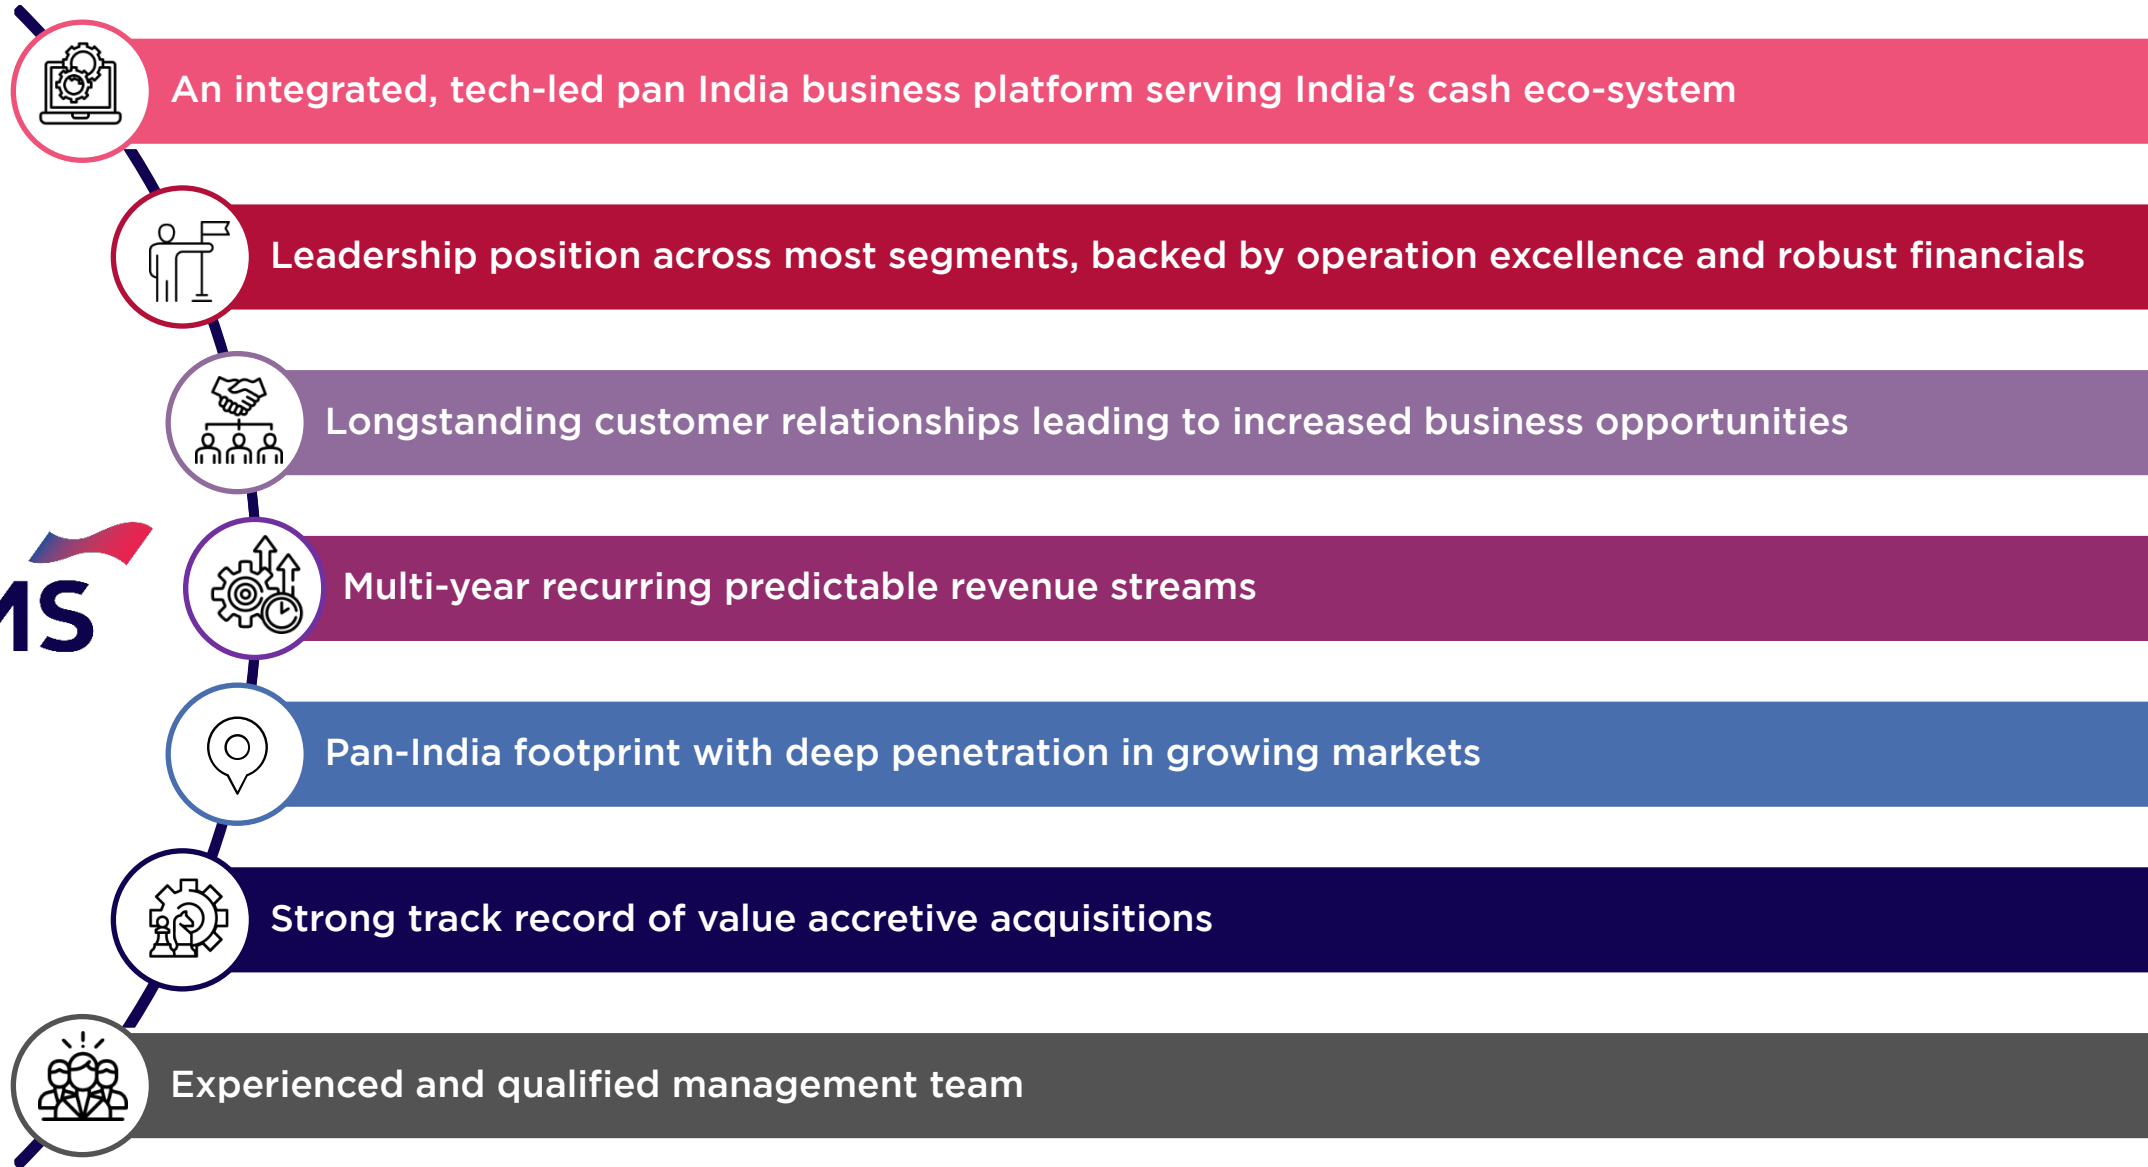 An integrated, tech-led pan India business platform serving India's cash eco-system
Leadership position across most segments, backed by operation excellence and robust financials
Longstanding customer relationships leading to increased business opportunities
MS
Multi-year recurring predictable revenue streams
Pan-India footprint with deep penetration in growing markets
Strong track record of value accretive acquisitions
Experienced and qualified management team